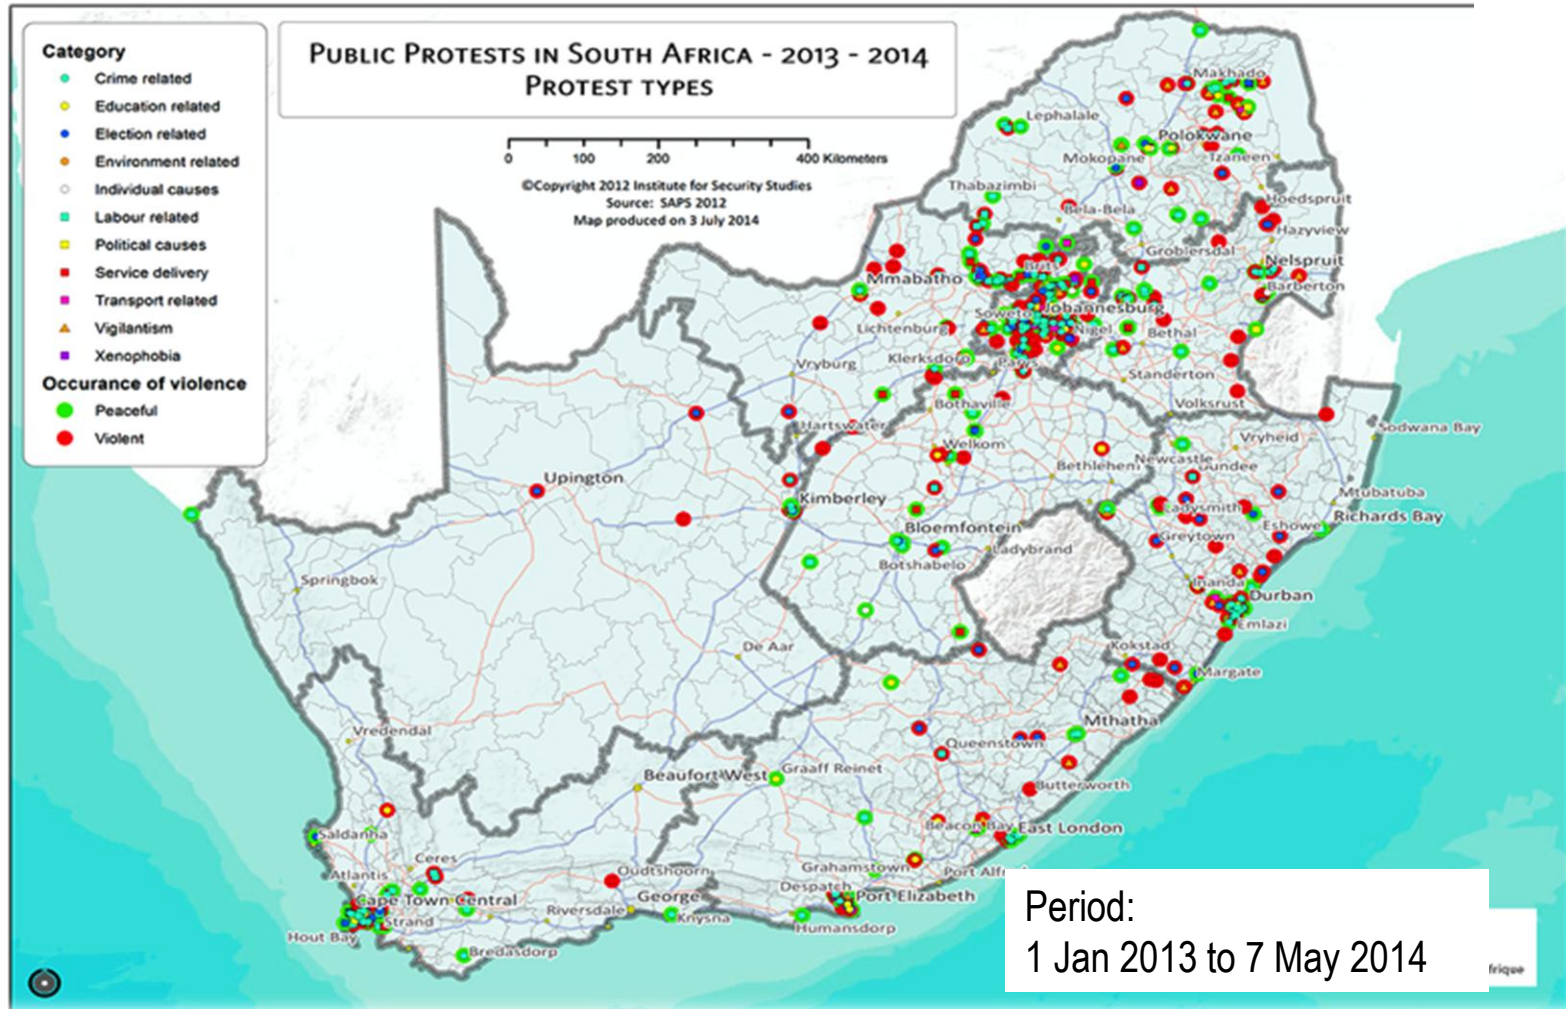 PUBLIC PROTESTS IN SOUTH AFRICA - 2013 - 2014
PROTEST TYPES
Category
Crime related
Education related
Election related
Environment related
Individual causes
Labour related
Political causes
Service delivery
Transport related
Vigilantism
Xenophobia
Occurance of violence
Peaceful
Violent
0 100 200 400 Kilometers
©Copyright 2012 Institute for Security Studies
Source: SAPS 2012
Map produced on 3 July 2014
Makhado
Lephalale
Polokwane
Mokopane
Tzaneen
Thabazimbi
Hoedspruit
Bela-Bela
Hazyview
Groblersdal
Nelspruit
Brits
Mmabatho
Barberton
Johannesburg
Soweto
Lichtenburg
Nigel
Bethal
Klerksdorp
Parys
Vryburg
Standerton
Bothaville
Volksrust
Hartswater
Sodwana Bay
Welkom
Vryheid
Newcastle
Bethlehem
Dundee
Upington
Kimberley
Mtubatuba
Ladysmith
Richards Bay
Bloemfontein
Eshowe
Greytown
Ladybrand
Botshabelo
Springbok
Inanda
Durban
Emlazi
De Aar
Kokstad
Margate
Mthatha
Vredendal
Queenstown
Beaufort West
Graaff Reinet
Butterworth
Saldanha
Beacon Bay
East London
Ceres
Atlantis
Oudtshoorn
Grahamstown
Port Alfr
Despatch
Cape Town Central
George
Port Elizabeth
Strand
Riversdale
Knysna
Humansdorp
Hout Bay
Bredasdorp
Period:
1 Jan 2013 to 7 May 2014
frique